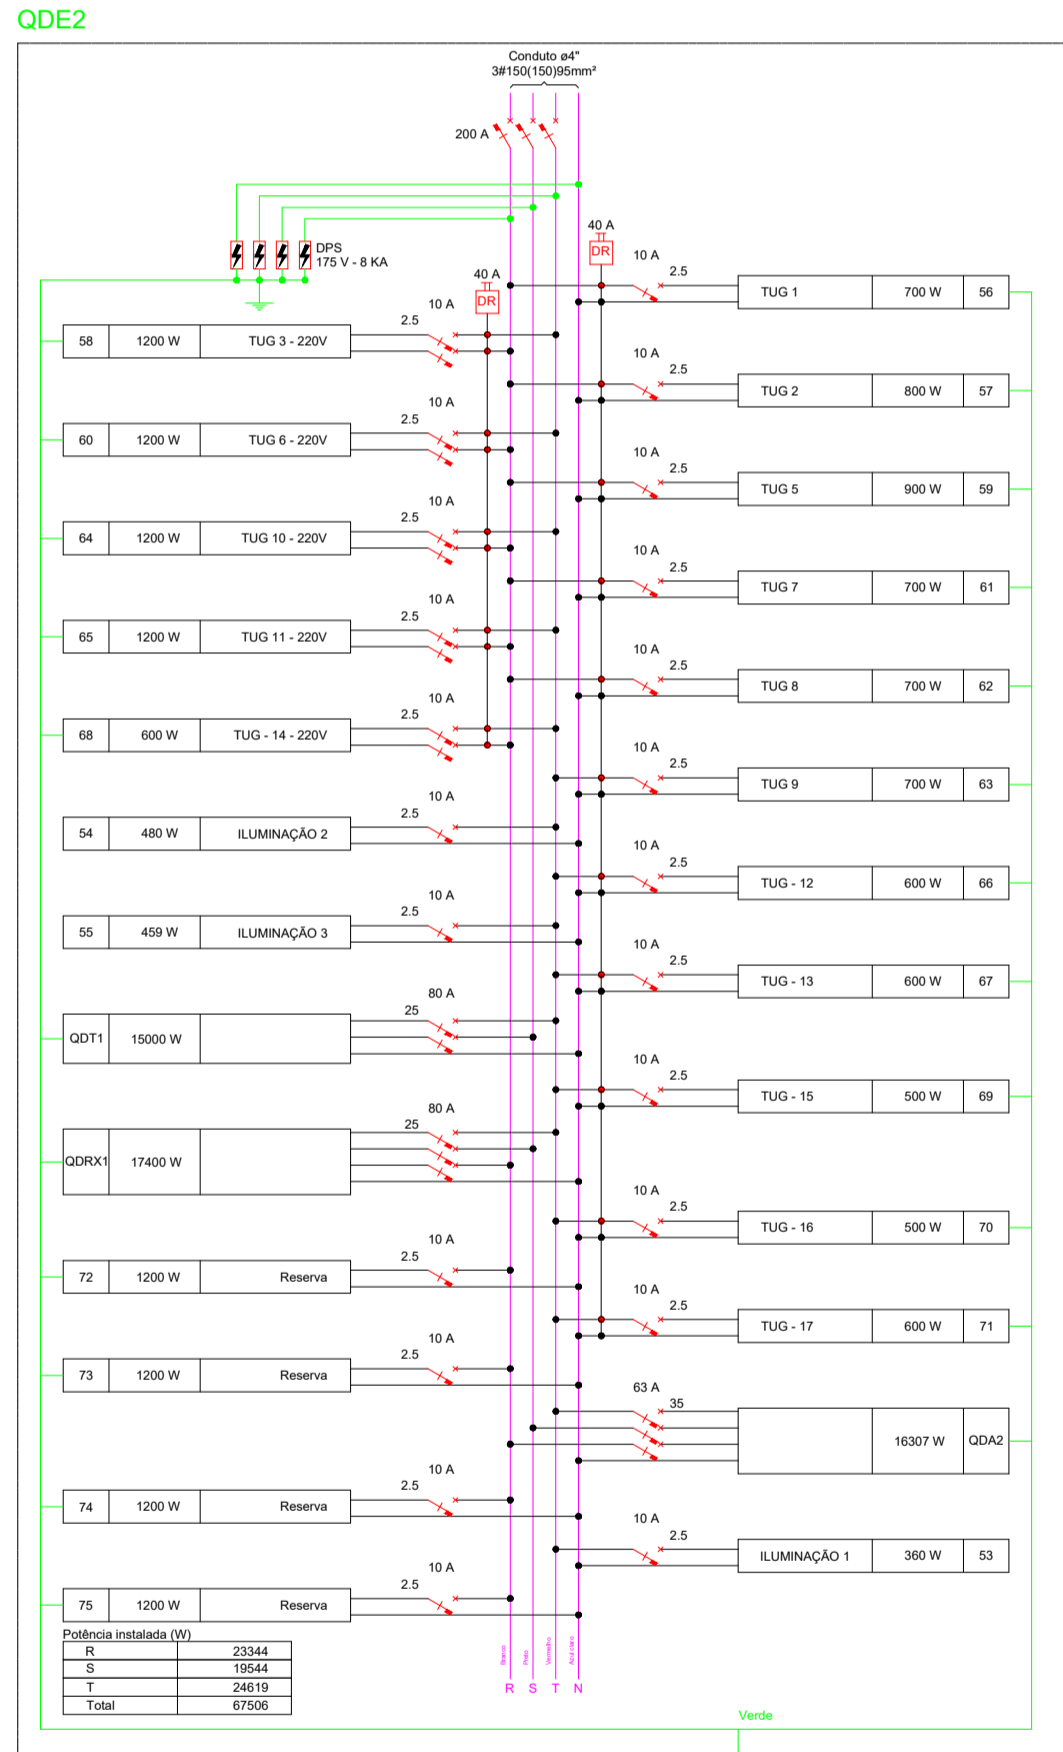 QDE2
Conduto ø4"
3#150(150)95mm²
200 A
DPS
175 V - 8 KA
40 A
DR
40 A
DR
10 A
2.5
TUG 1 700 W 56
10 A
2.5
58 1200 W TUG 3 - 220V
10 A
2.5
TUG 2 800 W 57
10 A
2.5
60 1200 W TUG 6 - 220V
10 A
2.5
TUG 5 900 W 59
10 A
2.5
64 1200 W TUG 10 - 220V
10 A
2.5
TUG 7 700 W 61
10 A
2.5
65 1200 W TUG 11 - 220V
10 A
2.5
TUG 8 700 W 62
10 A
2.5
68 600 W TUG - 14 - 220V
10 A
2.5
TUG 9 700 W 63
10 A
2.5
54 480 W ILUMINAÇÃO 2
10 A
2.5
TUG - 12 600 W 66
10 A
2.5
55 459 W ILUMINAÇÃO 3
10 A
2.5
TUG - 13 600 W 67
80 A
25
QDT1 15000 W
10 A
2.5
TUG - 15 500 W 69
80 A
25
QDRX1 17400 W
10 A
2.5
TUG - 16 500 W 70
10 A
2.5
72 1200 W Reserva
10 A
2.5
TUG - 17 600 W 71
10 A
2.5
73 1200 W Reserva
63 A
35
16307 W QDA2
10 A
2.5
74 1200 W Reserva
10 A
2.5
ILUMINAÇÃO 1 360 W 53
10 A
2.5
75 1200 W Reserva
Potência instalada (W)
R 23344
S 19544
T 24619
Total 67506
Branco
Preto
Vermelho
Azul claro
R S T N
Verde